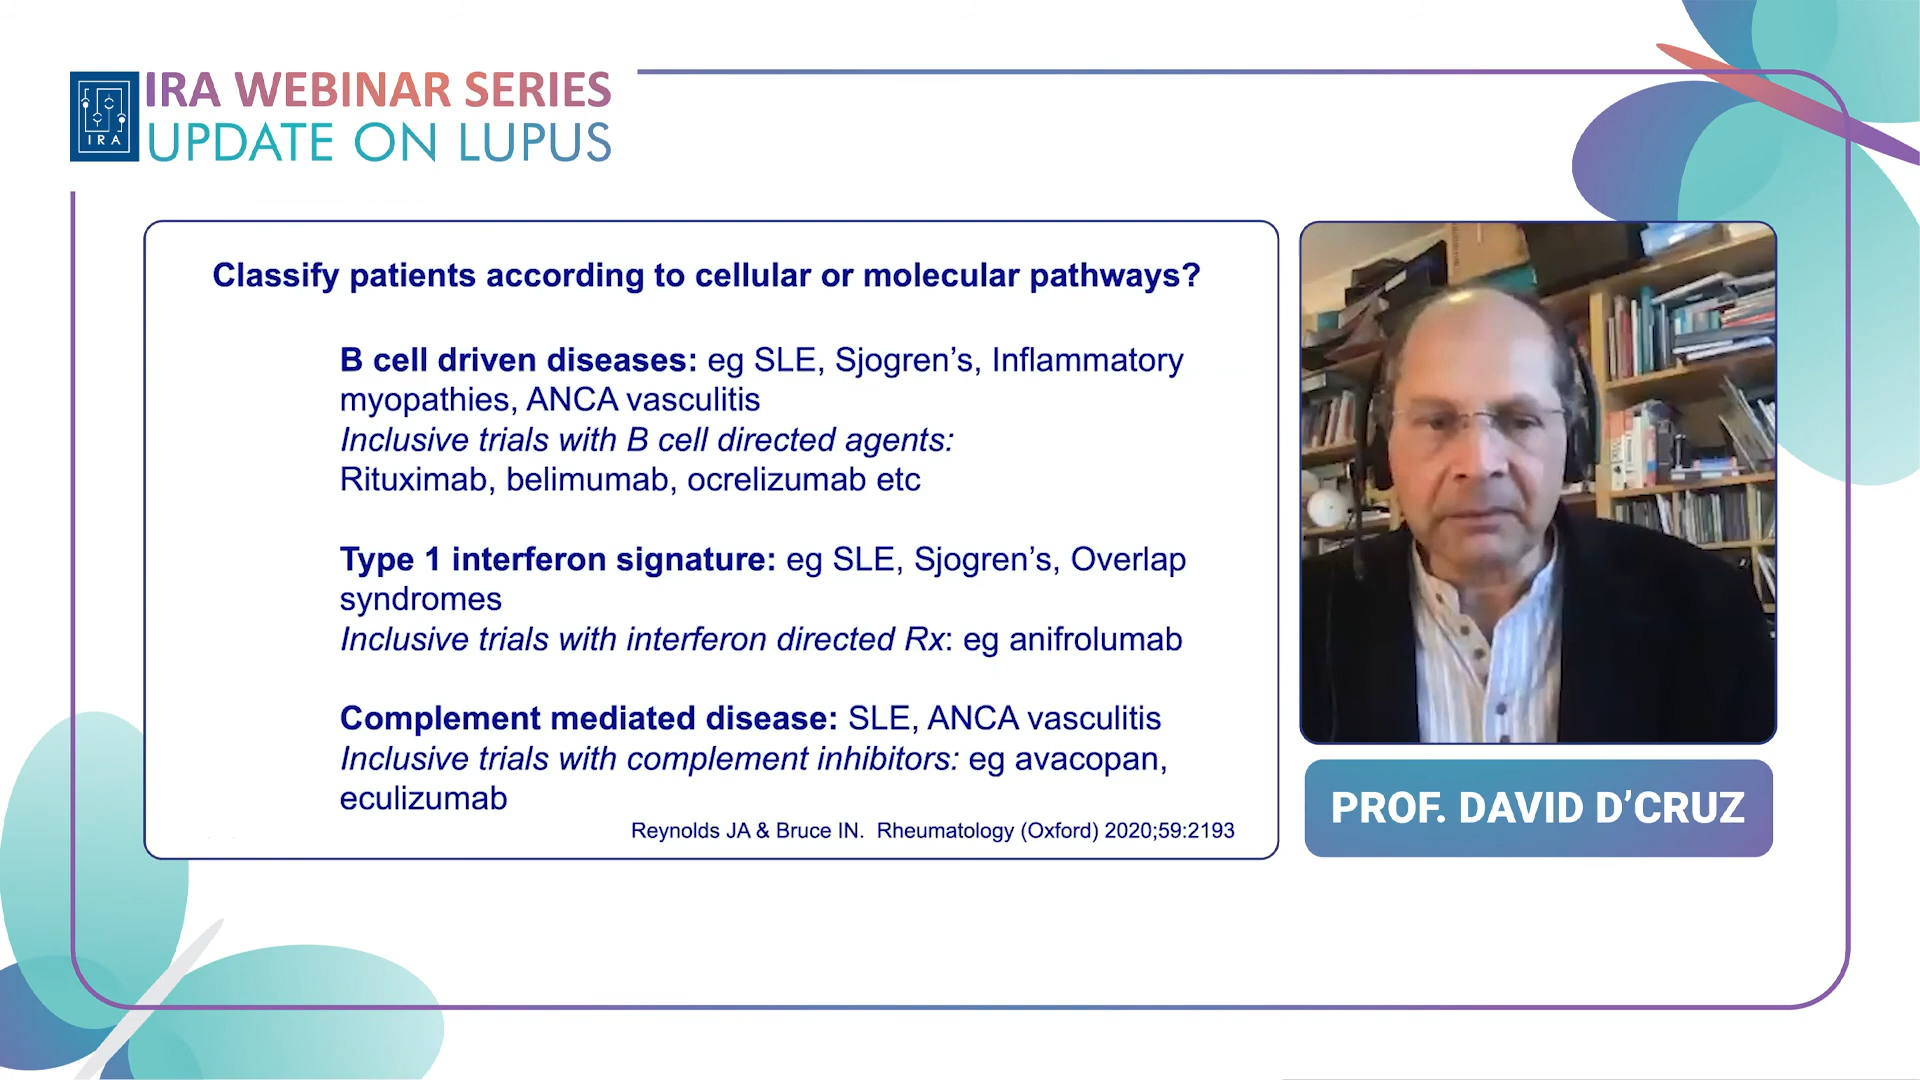 IRA WEBINAR SERIES
UPDATE ON LUPUS
IRA
Classify patients according to cellular or molecular pathways?
B cell driven diseases: eg SLE, Sjogren’s, Inflammatory
myopathies, ANCA vasculitis
Inclusive trials with B cell directed agents:
Rituximab, belimumab, ocrelizumab etc
Type 1 interferon signature: eg SLE, Sjogren’s, Overlap
syndromes
Inclusive trials with interferon directed Rx: eg anifrolumab
Complement mediated disease: SLE, ANCA vasculitis
Inclusive trials with complement inhibitors: eg avacopan,
eculizumab
Reynolds JA & Bruce IN. Rheumatology (Oxford) 2020;59:2193
PROF. DAVID D’CRUZ